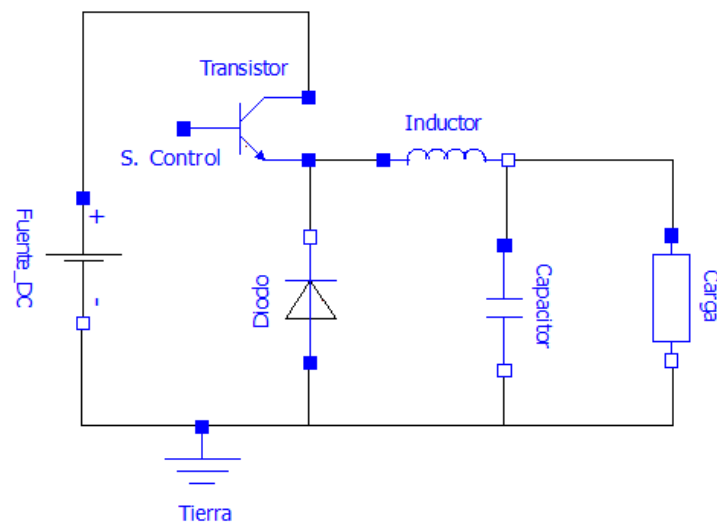 Transistor
Inductor
S. Control
+
Fuente_DC
-
Diodo
Capacitor
Carga
Tierra